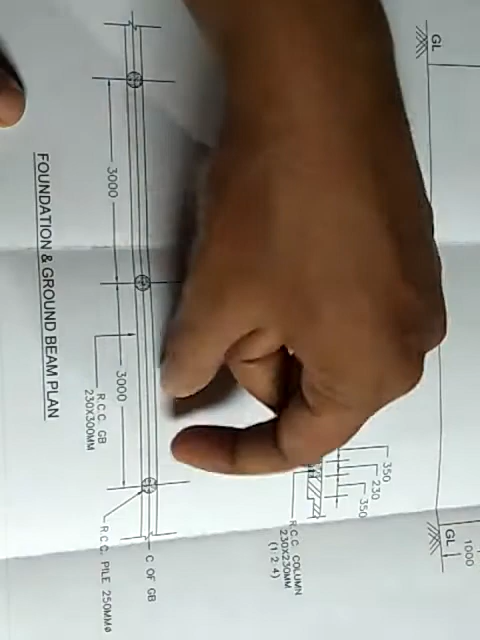 GL
3000
FOUNDATION & GROUND BEAM PLAN
3000
R.C.C. GB
230X300MM
350
230
350
GL
1000
R.C.C. COLUMN
230X230MM
(1:2:4)
C OF GB
R.C.C. PILE 250MMØ